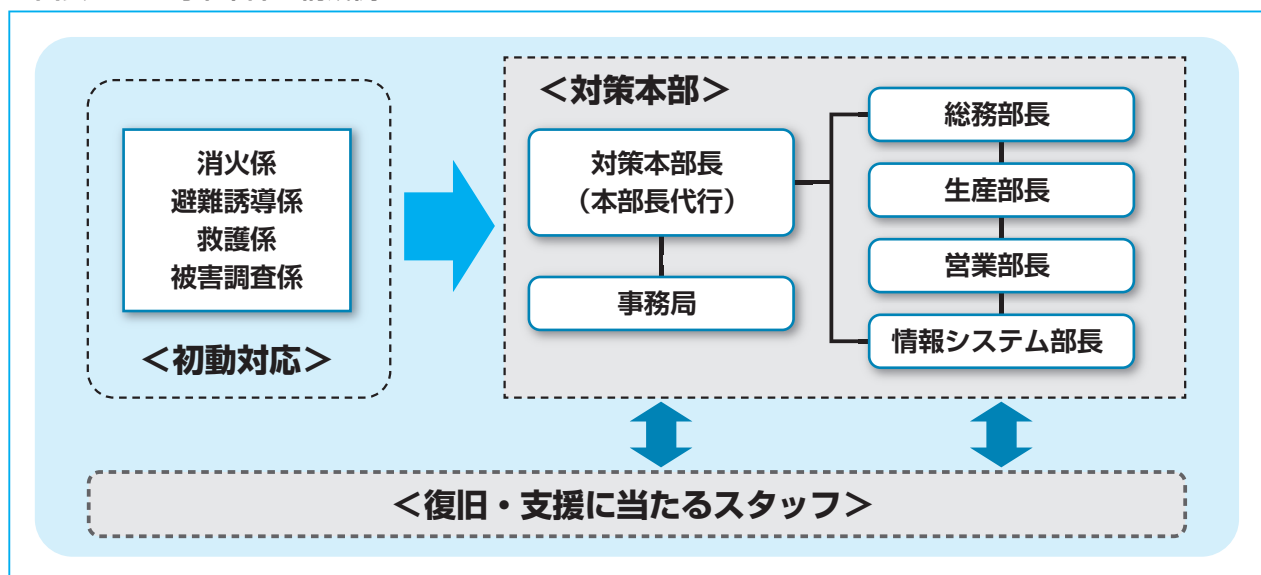 消火係
避難誘導係
救護係
被害調査係
＜初動対応＞
＜対策本部＞
対策本部長
（本部長代行）
事務局
総務部長
生産部長
営業部長
情報システム部長
＜復旧・支援に当たるスタッフ＞